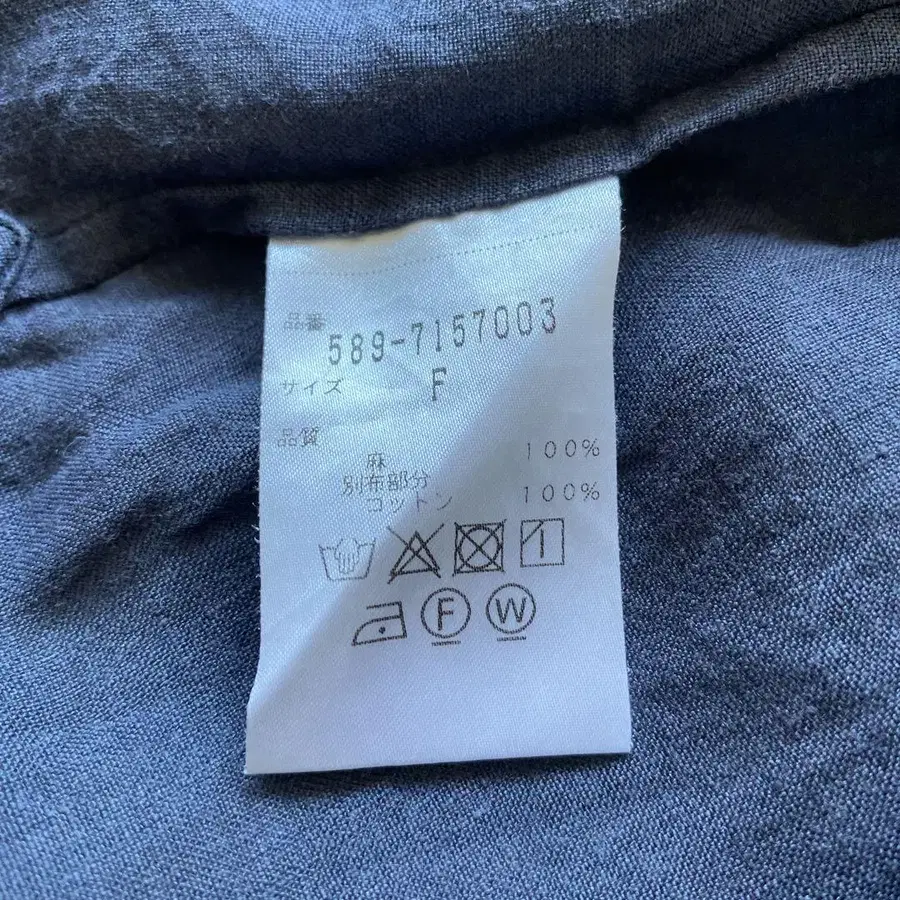 品番
589-7157003
サイズ F
品質
麻 100%
別布部分
コットン 100%
F W